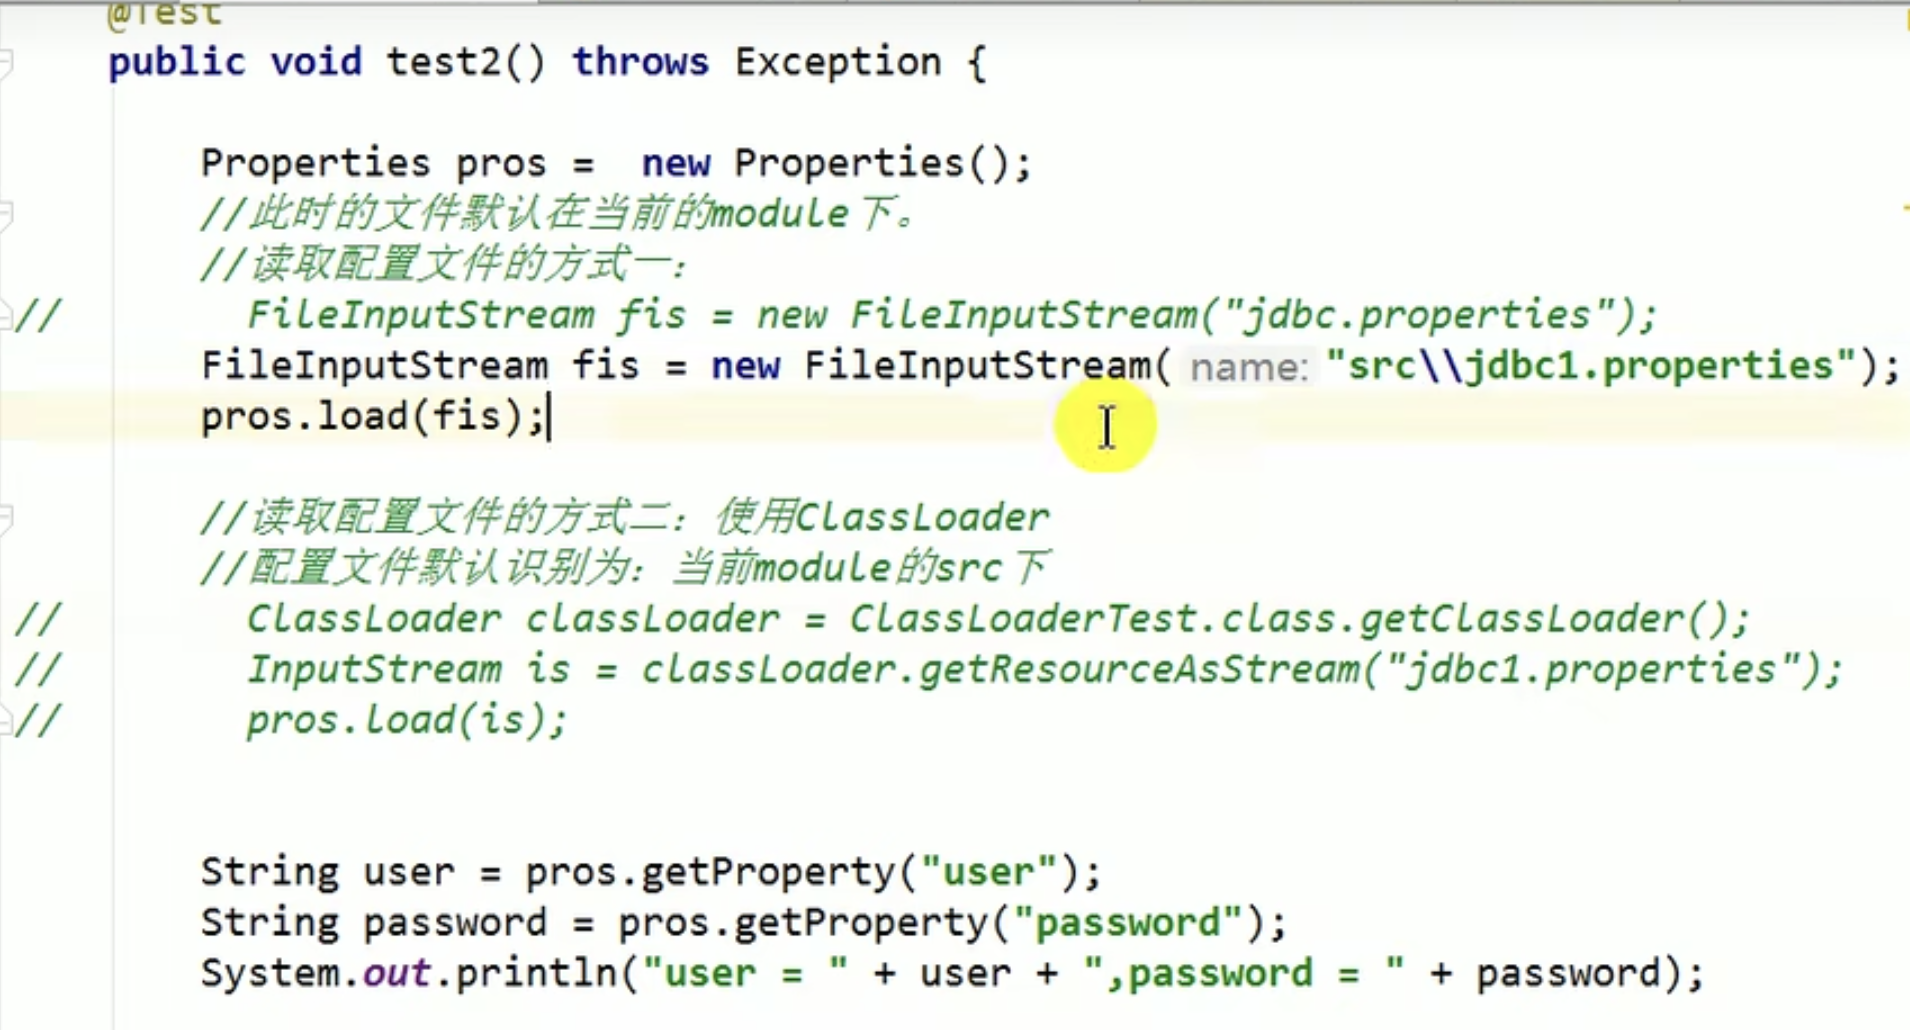 @Test
public void test2() throws Exception {
Properties pros =  new Properties();
//此时的文件默认在当前的module下。
//读取配置文件的方式一：
//        FileInputStream fis = new FileInputStream("jdbc.properties");
FileInputStream fis = new FileInputStream( name: "src\\jdbc1.properties");
pros.load(fis);
//读取配置文件的方式二：使用ClassLoader
//配置文件默认识别为：当前module的src下
//        ClassLoader classLoader = ClassLoaderTest.class.getClassLoader();
//        InputStream is = classLoader.getResourceAsStream("jdbc1.properties");
//        pros.load(is);
String user = pros.getProperty("user");
String password = pros.getProperty("password");
System.out.println("user = " + user + ",password = " + password);